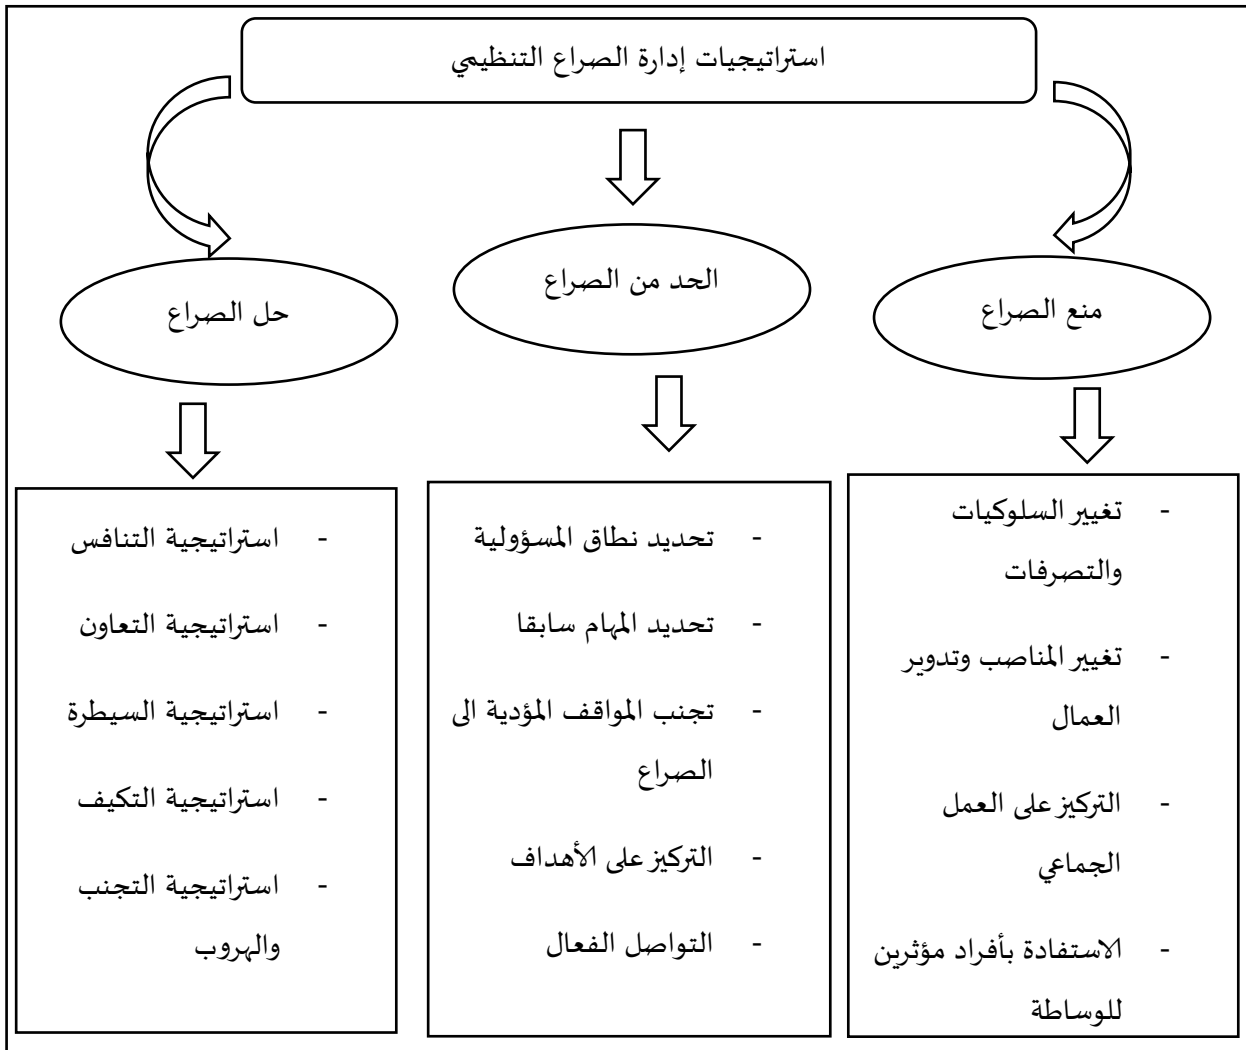 استراتيجيات إدارة الصراع التنظيمي
منع الصراع
الحد من الصراع
حل الصراع
- تغيير السلوكيات
والتصرفات
- تغيير المناصب وتدوير
العمال
- التركيز على العمل
الجماعي
- الاستفادة بأفراد مؤثرين
للوساطة
- تحديد نطاق المسؤولية
- تحديد المهام سابقا
- تجنب المواقف المؤدية الى
الصراع
- التركيز على الأهداف
- التواصل الفعال
- استراتيجية التنافس
- استراتيجية التعاون
- استراتيجية السيطرة
- استراتيجية التكيف
- استراتيجية التجنب
والهروب